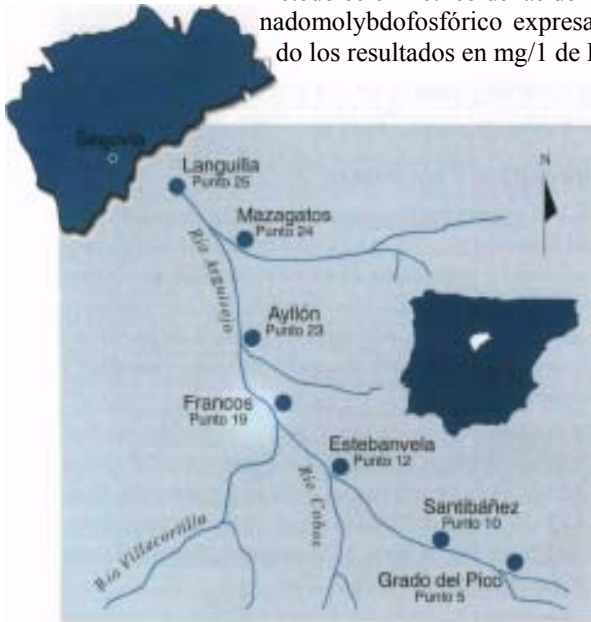 nadomolybdofosfórico expresa
do los resultados en mg/1 de
Segovia
N
Languilla
Punto 25
Mazagatos
Punto 24
Río Aguisejo
Ayllón
Punto 23
Francos
Punto 19
Estebanvela
Punto 12
Río Cobos
Santibáñez
Punto 10
Río Villacortilla
Grado del Pico
Punto 5